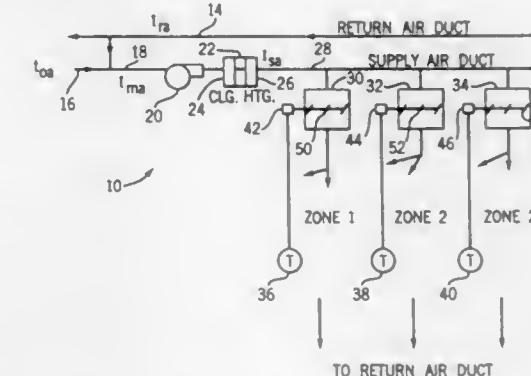 t_ra 14 RETURN AIR DUCT
22 t_sa 28 SUPPLY AIR DUCT
t_oa 18
t_ma 26 30 32 34
16 20 24 CLG. HTG. 42 44 46
50 52
10
ZONE 1 ZONE 2 ZONE
T T T
36 38 40
TO RETURN AIR DUCT